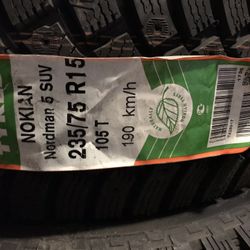 NOKIAN
Nordman 5 SUV
235/75 R15
105 T
190 km/h